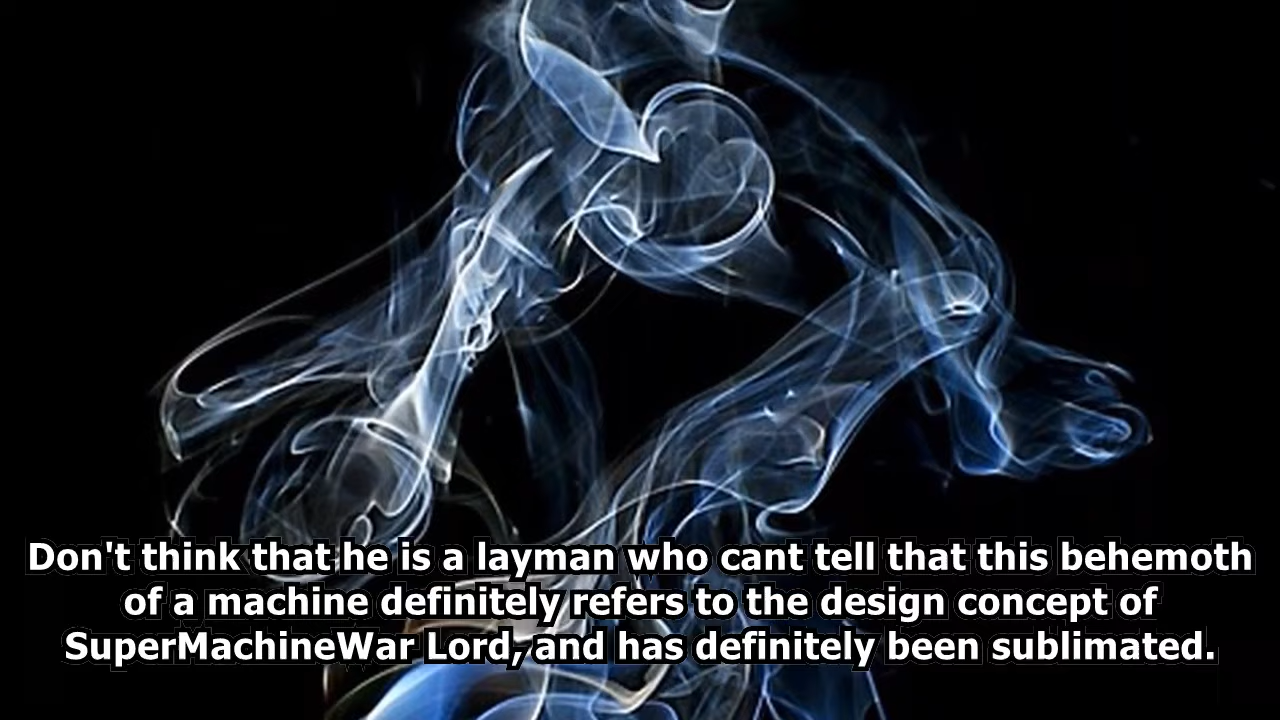 Don't think that he is a layman who cant tell that this behemoth
of a machine definitely refers to the design concept of
SuperMachineWar Lord, and has definitely been sublimated.